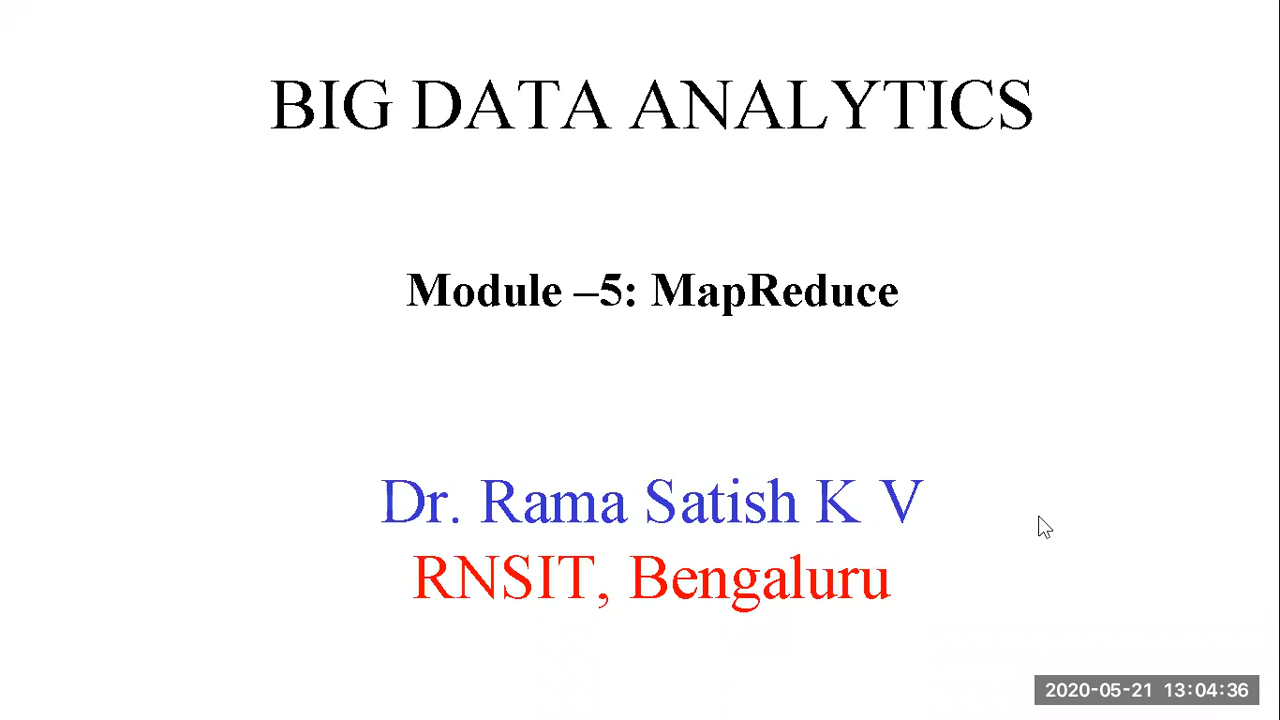 BIG DATA ANALYTICS
Module –5: MapReduce
Dr. Rama Satish K V
RNSIT, Bengaluru
2020-05-21 13:04:36